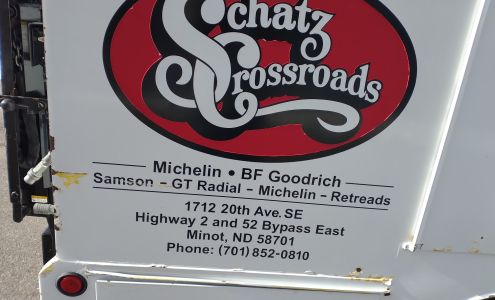 Schatz
Crossroads
Michelin • BF Goodrich
Samson - GT Radial - Michelin - Retreads
1712 20th Ave. SE
Highway 2 and 52 Bypass East
Minot, ND 58701
Phone: (701) 852-0810